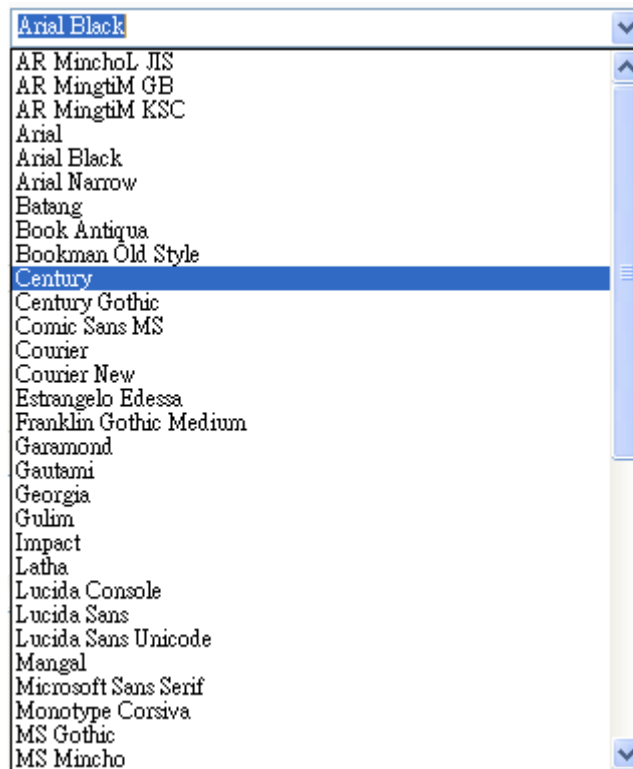 Arial Black
AR MinchoL JIS
AR MingtiM GB
AR MingtiM KSC
Arial
Arial Black
Arial Narrow
Batang
Book Antiqua
Bookman Old Style
Century
Century Gothic
Comic Sans MS
Courier
Courier New
Estrangelo Edessa
Franklin Gothic Medium
Garamond
Gautami
Georgia
Gulim
Impact
Latha
Lucida Console
Lucida Sans
Lucida Sans Unicode
Mangal
Microsoft Sans Serif
Monotype Corsiva
MS Gothic
MS Mincho